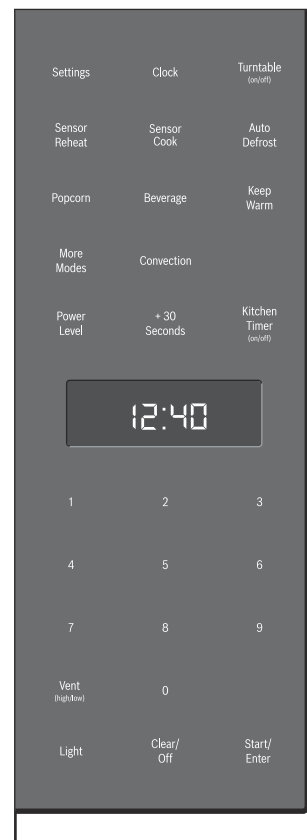 Settings
Clock
Turntable
(on/off)
Sensor
Reheat
Sensor
Cook
Auto
Defrost
Popcorn
Beverage
Keep
Warm
More
Modes
Convection
Power
Level
+ 30
Seconds
Kitchen
Timer
(on/off)
12:40
1
2
3
4
5
6
7
8
9
Vent
(high/low)
0
Light
Clear/
Off
Start/
Enter